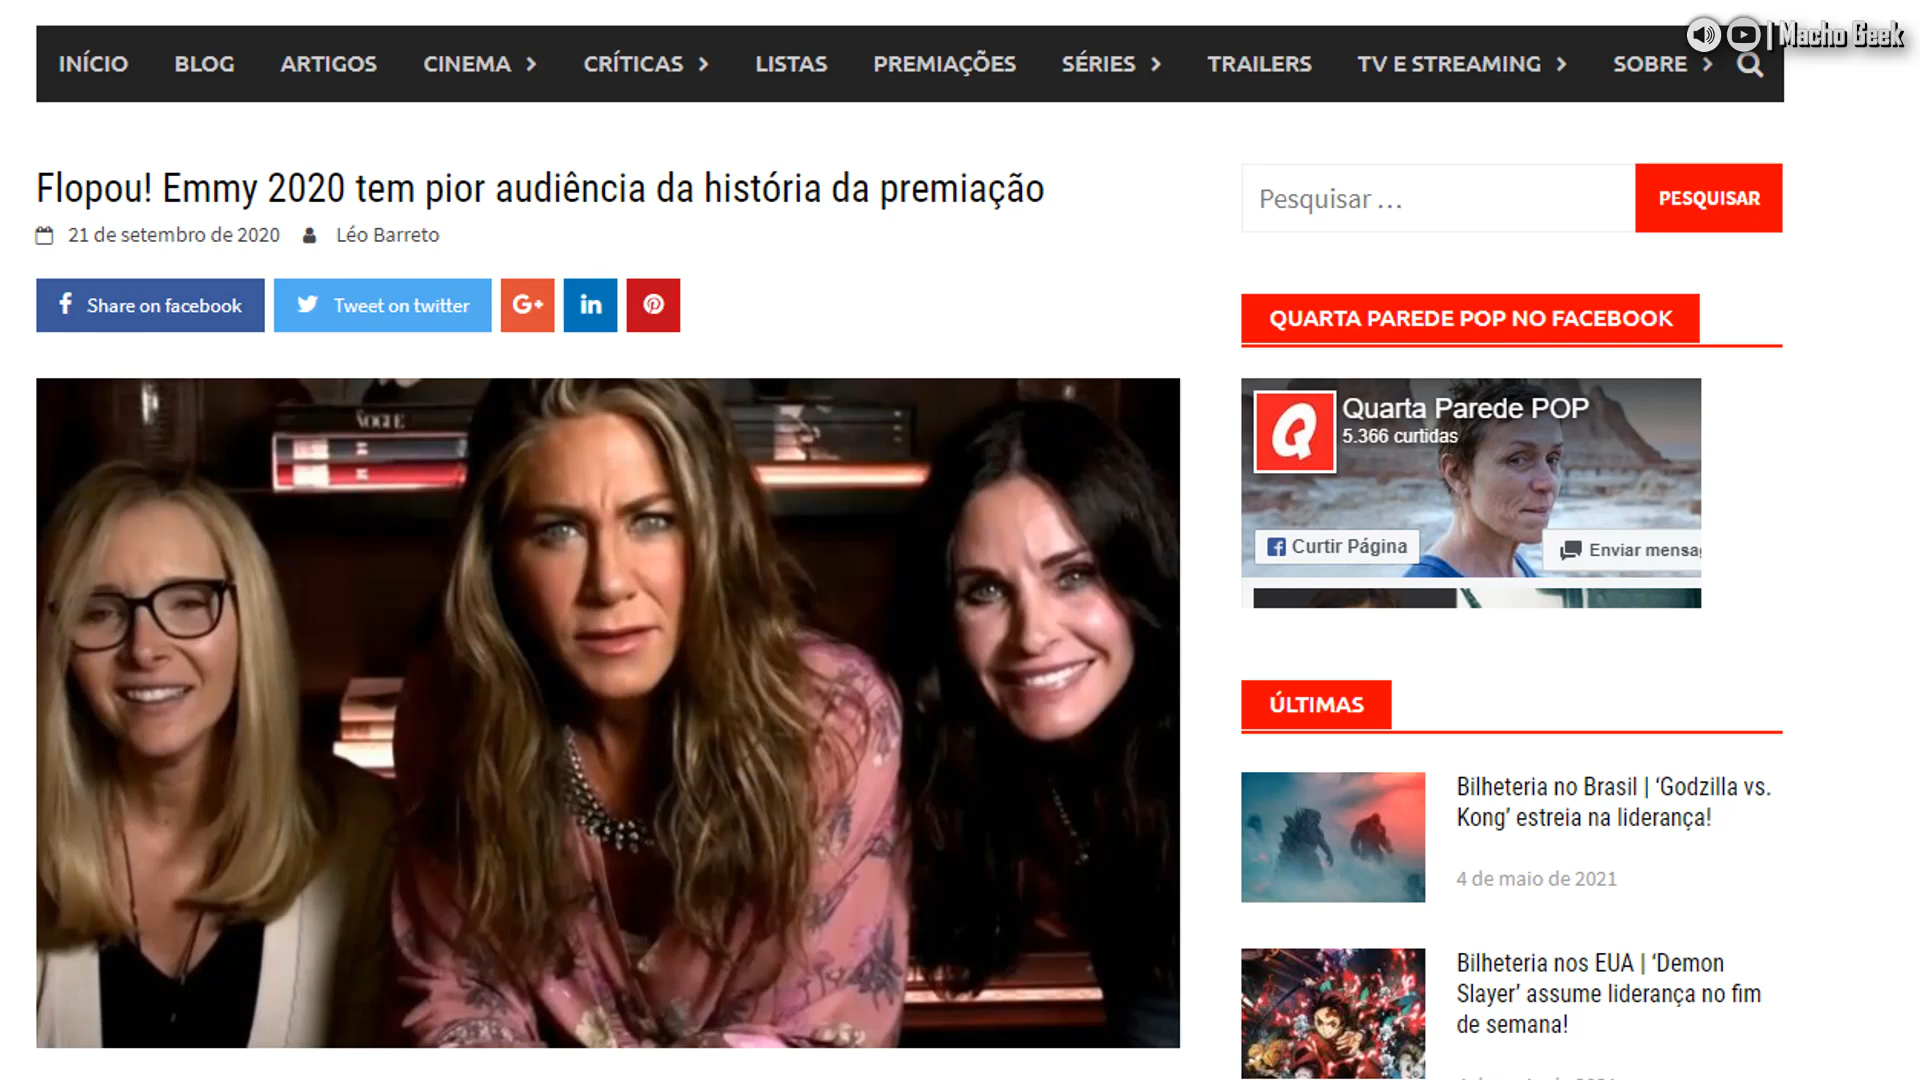 | Macho Geek
INÍCIO BLOG ARTIGOS CINEMA CRÍTICAS LISTAS PREMIAÇÕES SÉRIES TRAILERS TV E STREAMING SOBRE
Flopou! Emmy 2020 tem pior audiência da história da premiação
21 de setembro de 2020 Léo Barreto
Share on facebook Tweet on twitter G+ in
VOGUE
Pesquisar ... PESQUISAR
QUARTA PAREDE POP NO FACEBOOK
Q Quarta Parede POP
5.366 curtidas
Curtir Página Enviar mensa
ÚLTIMAS
Bilheteria no Brasil | ‘Godzilla vs.
Kong’ estreia na liderança!
4 de maio de 2021
Bilheteria nos EUA | ‘Demon
Slayer’ assume liderança no fim
de semana!